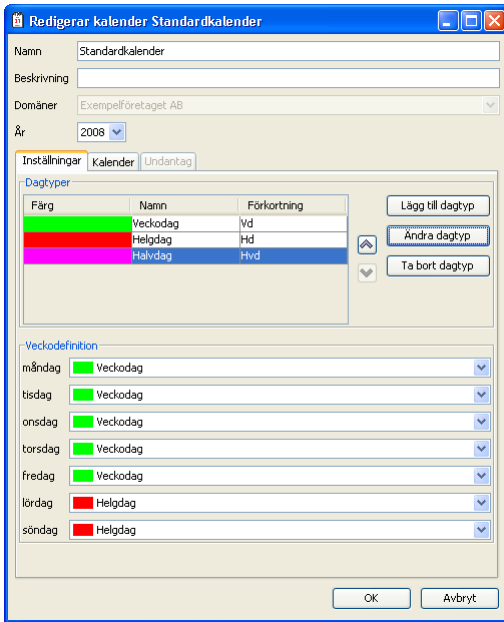 Redigerar kalender Standardkalender
Namn Standardkalender
Beskrivning
Domäner Exempelföretaget AB
År 2008
Inställningar Kalender Undantag
Dagtyper
Färg Namn Förkortning
Veckodag Vd
Helgdag Hd
Halvdag Hvd
Lägg till dagtyp
Ändra dagtyp
Ta bort dagtyp
Veckodefinition
måndag Veckodag
tisdag Veckodag
onsdag Veckodag
torsdag Veckodag
fredag Veckodag
lördag Helgdag
söndag Helgdag
OK Avbryt